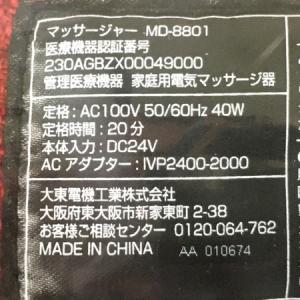 マッサージャー MD-8801
医療機器認証番号
230AGBZX00049000
管理医療機器 家庭用電気マッサージ器
定格：AC100V 50/60Hz 40W
定格時間：20分
本体入力：DC24V
ACアダプター：IVP2400-2000
大東電機工業株式会社
大阪府東大阪市新家東町2-38
お客様ご相談センター 0120-064-762
MADE IN CHINA AA 010674